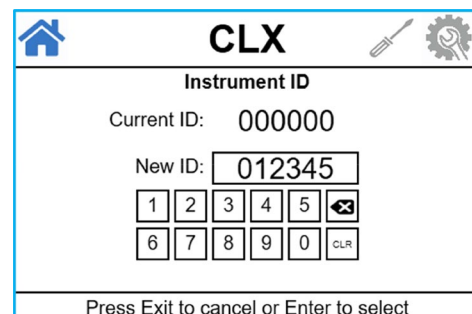 CLX
Instrument ID
Current ID: 000000
New ID: 012345
1 2 3 4 5
6 7 8 9 0 CLR
Press Exit to cancel or Enter to select